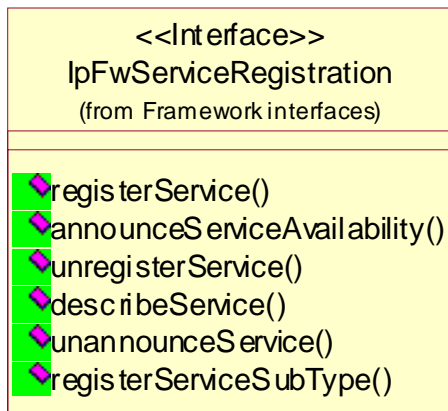 <<Interface>>
IpFwServiceRegistration
(from Framework interfaces)
registerService()
announceServiceAvailability()
unregisterService()
describeService()
unannounceService()
registerServiceSubType()